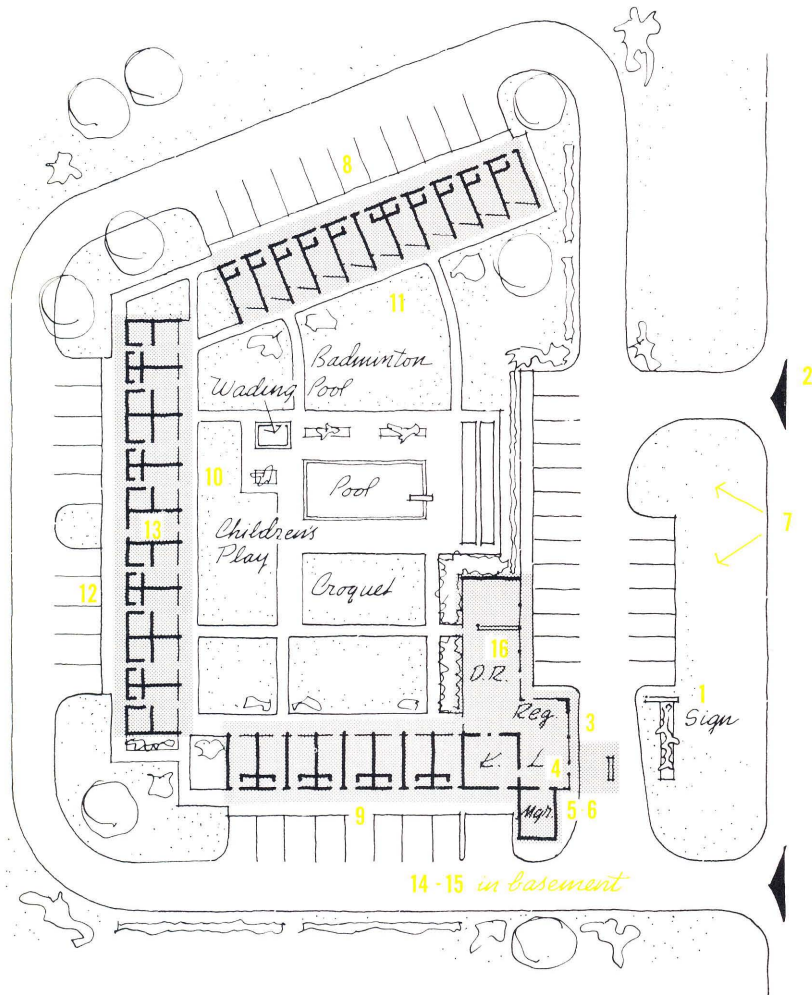 8
11
Badminton
Pool
Wading
2
10
Pool
7
13
Children's
Play
12
Croquet
16
D.R.
1
Sign
Reg.
3
K.
L
4
Mgr.
5-6
9
14-15 in basement